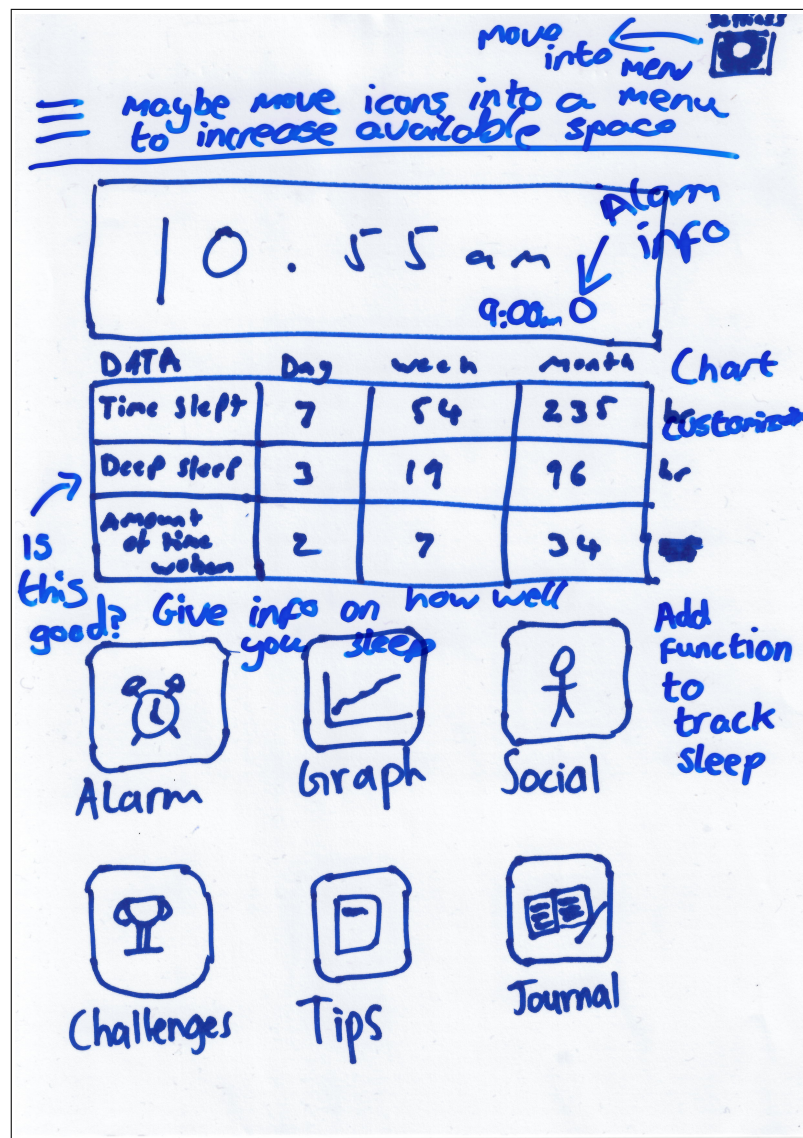 settings
move
into
menu
maybe move icons into a menu
to increase available space
10.55 am
Alarm
info
9:00am
DATA Day week month
Chart
Time slept 7 54 235 hr
Deep sleep 3 19 96 hr
Amount
of time
woken 2 7 34
Is
this
good?
Give info on how well
you sleep
Add
function
to
track
sleep
Alarm Graph Social
Challenges Tips Journal